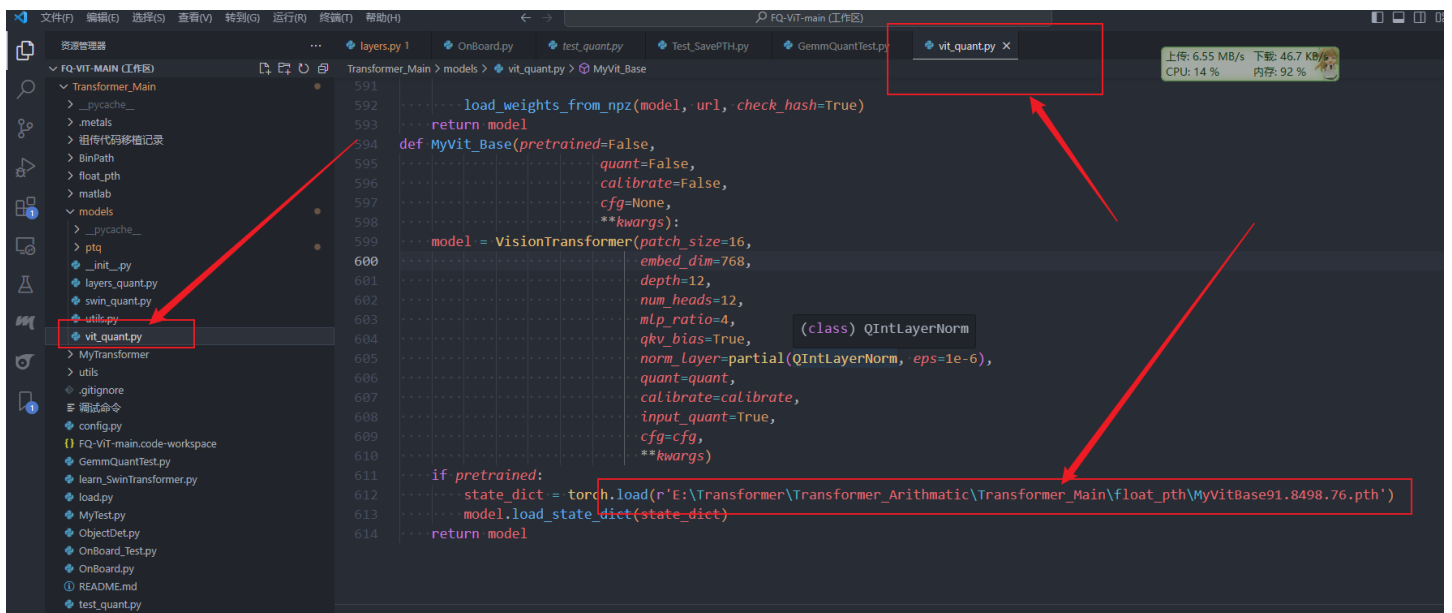 文件(F) 编辑(E) 选择(S) 查看(V) 转到(G) 运行(R) 终端(T) 帮助(H)
FQ-ViT-main (工作区)
资源管理器
layers.py 1 OnBoard.py test_quant.py Test_SavePTH.py GemmQuantTest.py vit_quant.py
上传: 6.55 MB/s 下载: 46.7 KB/s
CPU: 14 % 内存: 92 %
FQ-VIT-MAIN (工作区)
Transformer_Main
__pycache__
.metals
祖传代码移植记录
BinPath
float_pth
matlab
models
__pycache__
ptq
__init__.py
layers_quant.py
swin_quant.py
utils.py
vit_quant.py
MyTransformer
utils
.gitignore
调试命令
config.py
FQ-ViT-main.code-workspace
GemmQuantTest.py
learn_SwinTransformer.py
load.py
MyTest.py
ObjectDet.py
OnBoard_Test.py
OnBoard.py
README.md
test_quant.py
1
1
Transformer_Main > models > vit_quant.py > MyVit_Base
591
592 load_weights_from_npz(model, url, check_hash=True)
593 return model
594 def MyVit_Base(pretrained=False,
595 quant=False,
596 calibrate=False,
597 cfg=None,
598 **kwargs):
599 model = VisionTransformer(patch_size=16,
600 embed_dim=768,
601 depth=12,
602 num_heads=12,
603 mlp_ratio=4,
604 qkv_bias=True,
(class) QIntLayerNorm
605 norm_layer=partial(QIntLayerNorm, eps=1e-6),
606 quant=quant,
607 calibrate=calibrate,
608 input_quant=True,
609 cfg=cfg,
610 **kwargs)
611 if pretrained:
612 state_dict = torch.load(r'E:\Transformer\Transformer_Arithmatic\Transformer_Main\float_pth\MyVitBase91.8498.76.pth')
613 model.load_state_dict(state_dict)
614 return model